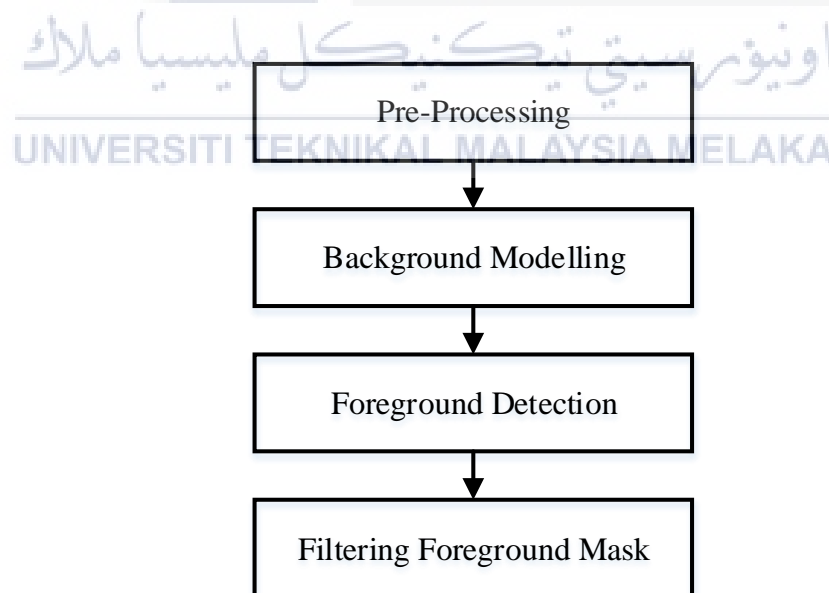 اونيۏرسيتي تيكنيكل مليسيا ملاك
UNIVERSITI TEKNIKAL MALAYSIA MELAKA
Pre-Processing
Background Modelling
Foreground Detection
Filtering Foreground Mask